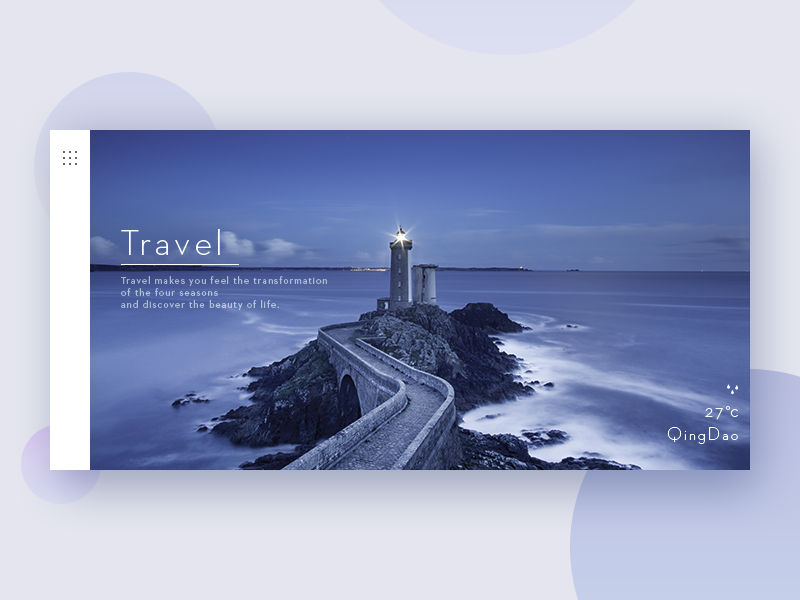 Travel
Travel makes you feel the transformation
of the four seasons
and discover the beauty of life.
27°c
QingDao